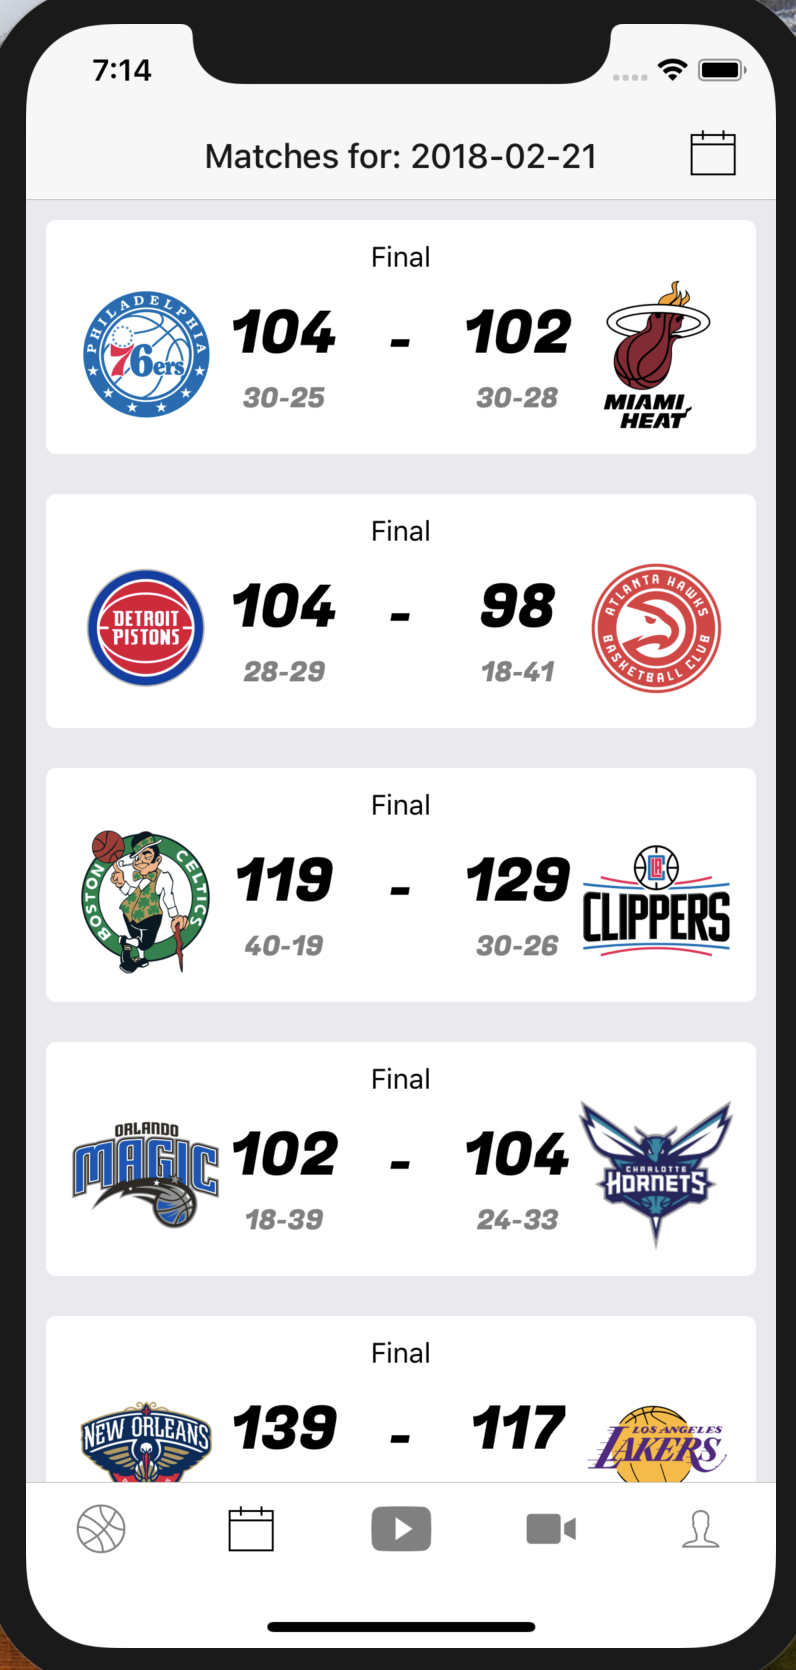 7:14
Matches for: 2018-02-21
Final
PHILADELPHIA
76ers
104 - 102
30-25 30-28
MIAMI
HEAT
Final
DETROIT
PISTONS
104 - 98
28-29 18-41
ATLANTA HAWKS
BASKETBALL CLUB
Final
BOSTON CELTICS
119 - 129
40-19 30-26
LA
CLIPPERS
Final
ORLANDO
MAGIC
102 - 104
18-39 24-33
CHARLOTTE
HORNETS
Final
NEW ORLEANS
139 - 117
LOS ANGELES
LAKERS